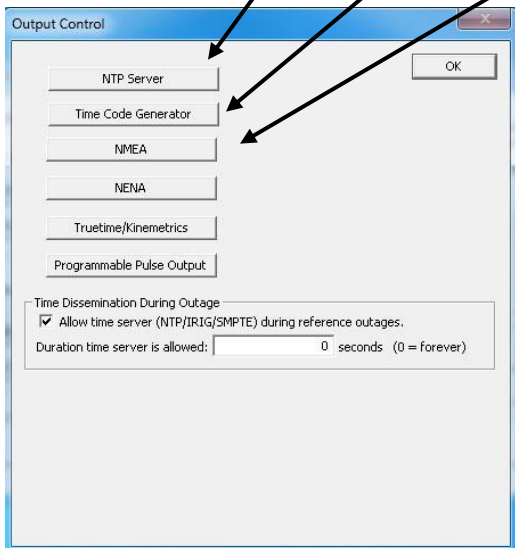 Output Control
OK
NTP Server
Time Code Generator
NMEA
NENA
Truetime/Kinemetrics
Programmable Pulse Output
Time Dissemination During Outage
Allow time server (NTP/IRIG/SMPTE) during reference outages.
Duration time server is allowed: 0 seconds (0 = forever)